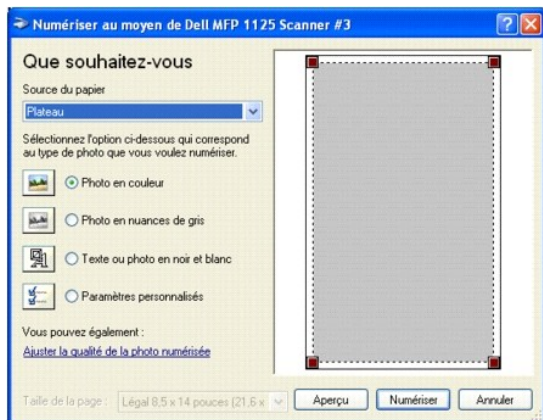 Numériser au moyen de Dell MFP 1125 Scanner #3
Que souhaitez-vous
Source du papier
Plateau
Sélectionnez l'option ci-dessous qui correspond
au type de photo que vous voulez numériser.
Photo en couleur
Photo en nuances de gris
Texte ou photo en noir et blanc
Paramètres personnalisés
Vous pouvez également :
Ajuster la qualité de la photo numérisée
Taille de la page :
Légal 8,5 x 14 pouces (21,6 x
Aperçu
Numériser
Annuler